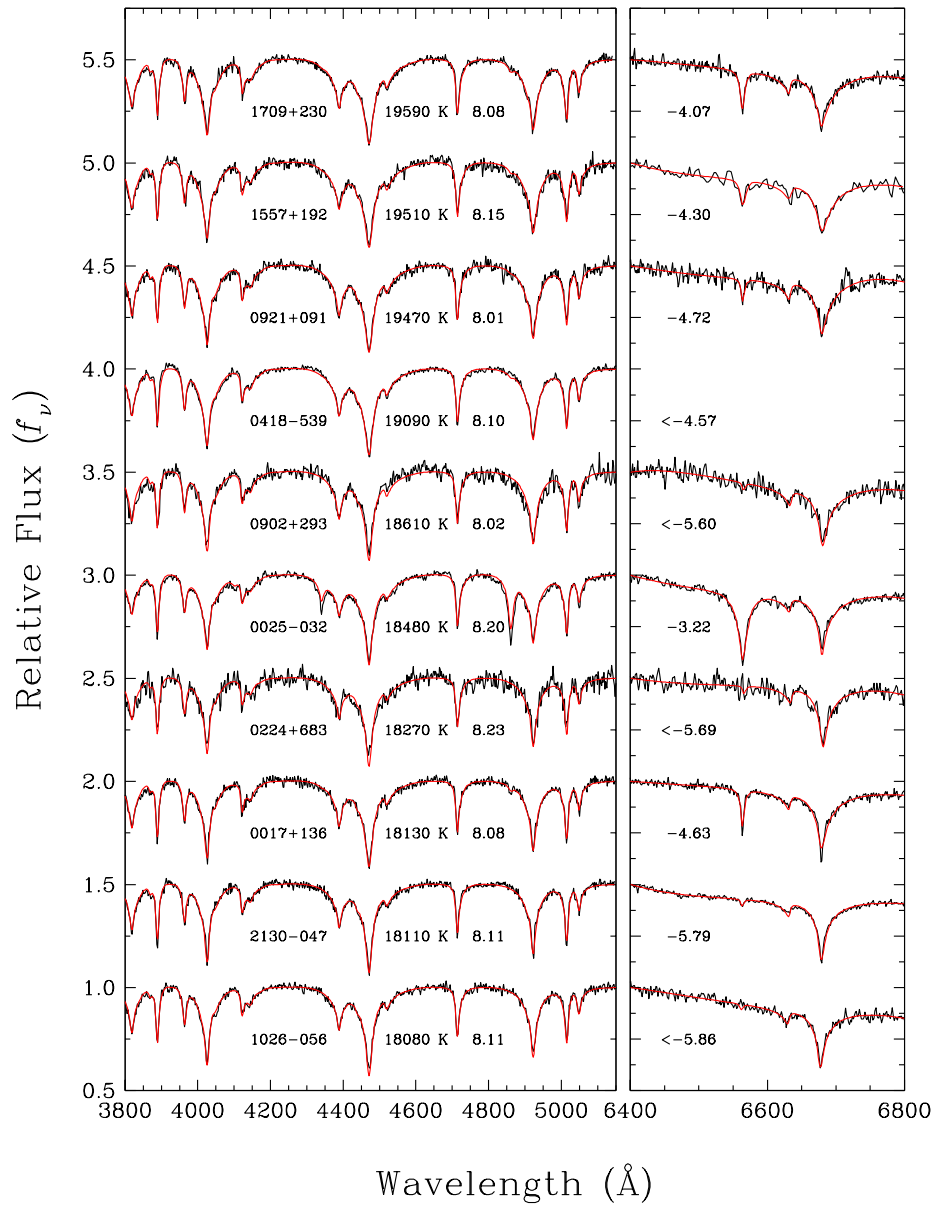 5.5
1709+230 19590 K 8.08 −4.07
5.0
1557+192 19510 K 8.15 −4.30
4.5
0921+091 19470 K 8.01 −4.72
4.0
0418−539 19090 K 8.10 <−4.57
3.5
0902+293 18610 K 8.02 <−5.60
3.0
0025−032 18480 K 8.20 −3.22
2.5
0224+683 18270 K 8.23 <−5.69
2.0
0017+136 18130 K 8.08 −4.63
1.5
2130−047 18110 K 8.11 −5.79
1.0
1026−056 18080 K 8.11 <−5.86
0.5
3800 4000 4200 4400 4600 4800 5000 6400 6600 6800
Wavelength (Å)
Relative Flux (fν)